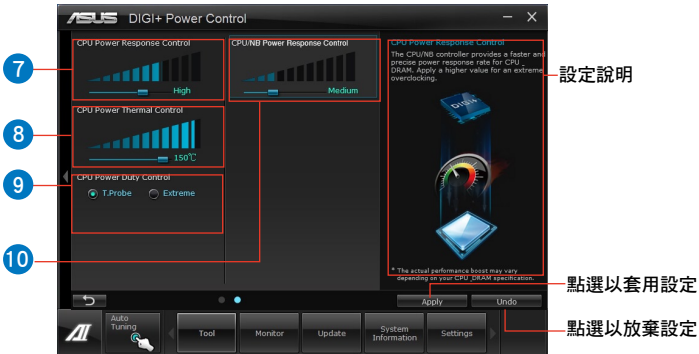 ASUS DIGI+ Power Control
7
CPU Power Response Control
High
CPU/NB Power Response Control
Medium
CPU Power Response Control
The CPU/NB controller provides a faster and
precise power response rate for CPU_
DRAM. Apply a higher value for an extreme
overclocking.
設定說明
8
CPU Power Thermal Control
150℃
9
CPU Power Duty Control
T.Probe Extreme
10
DIGI+
* The actual performance boost may vary
depending on your CPU_DRAM specification.
Apply Undo
點選以套用設定
點選以放棄設定
Auto
Tuning
Tool
Monitor
Update
System
Information
Settings